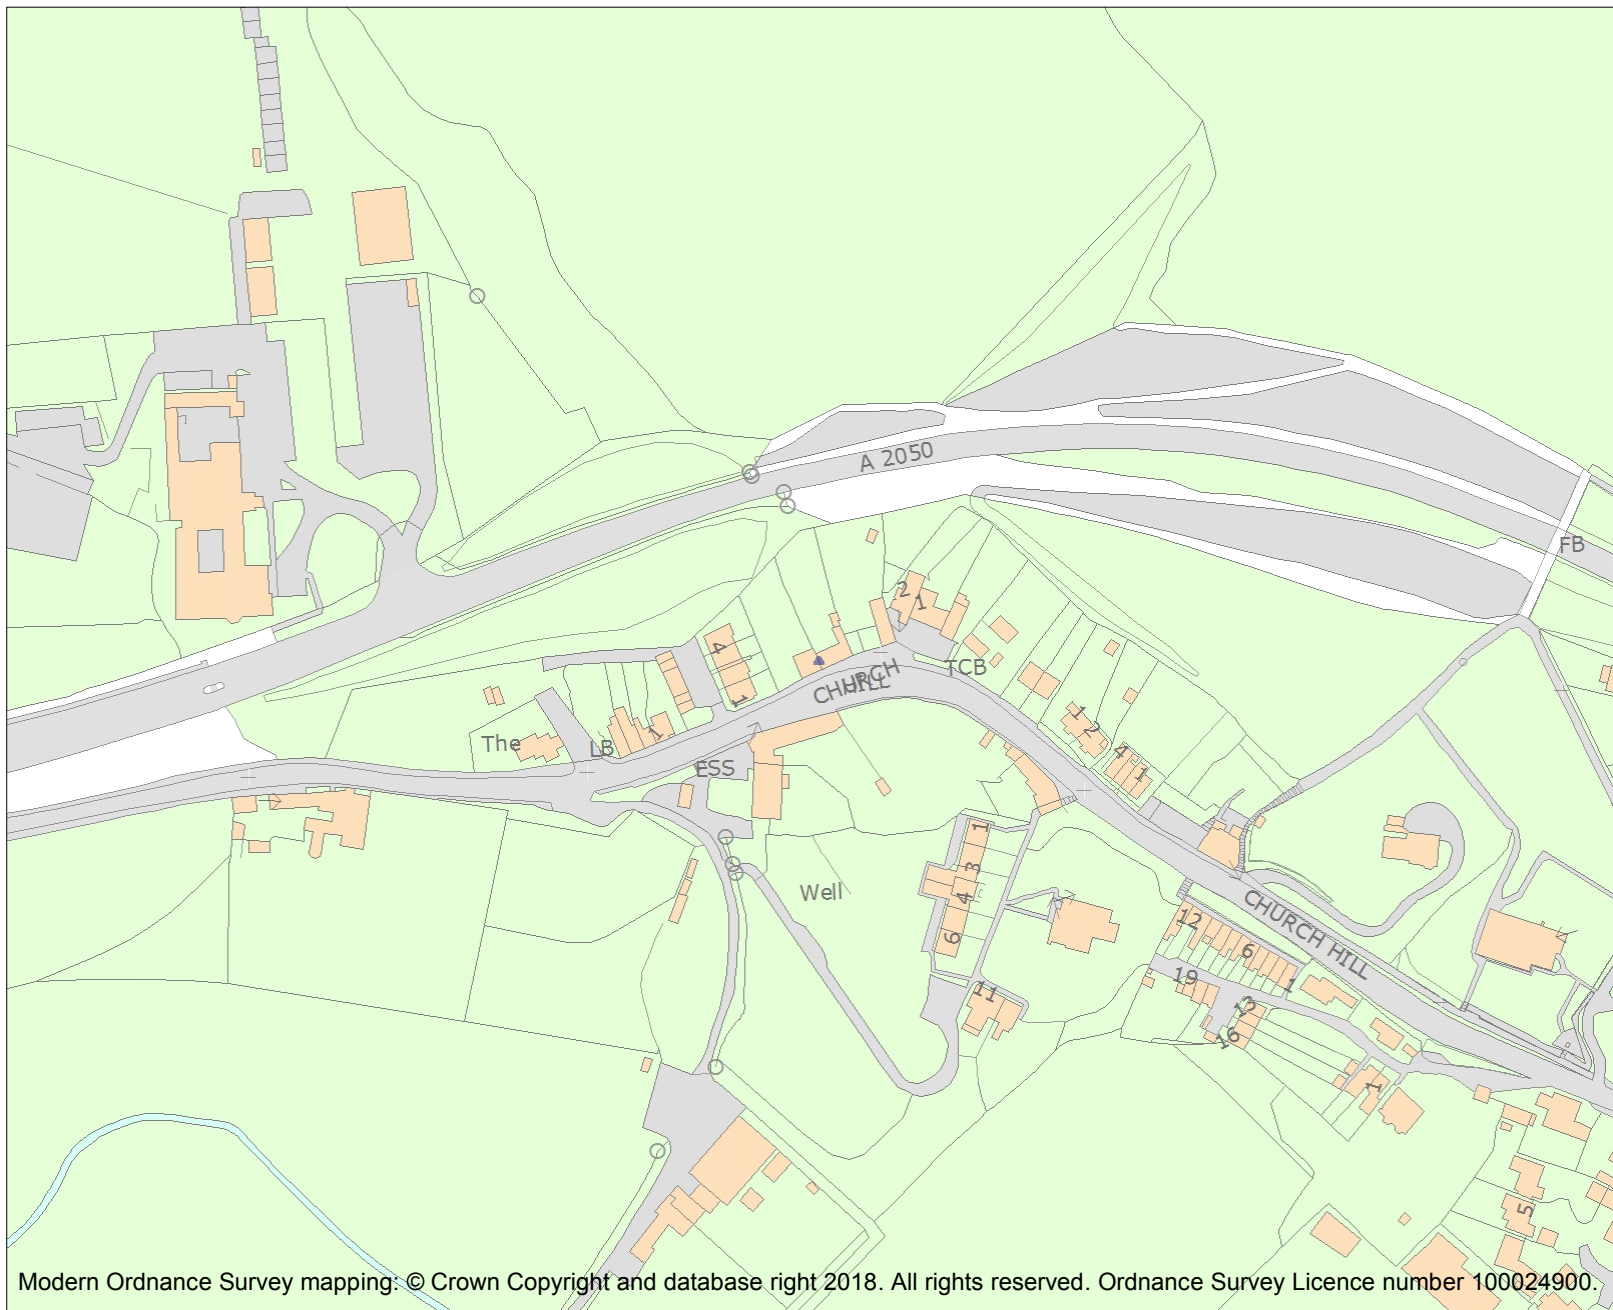 A 2050
FB
2
1
TCB
4
1
CHURCH
HILL
The
LB
1
ESS
1
2
4
1
1
3
4
6
Well
11
CHURCH HILL
12
6
1
19
13
16
1
5
Modern Ordnance Survey mapping: © Crown Copyright and database right 2018. All rights reserved. Ordnance Survey Licence number 100024900.